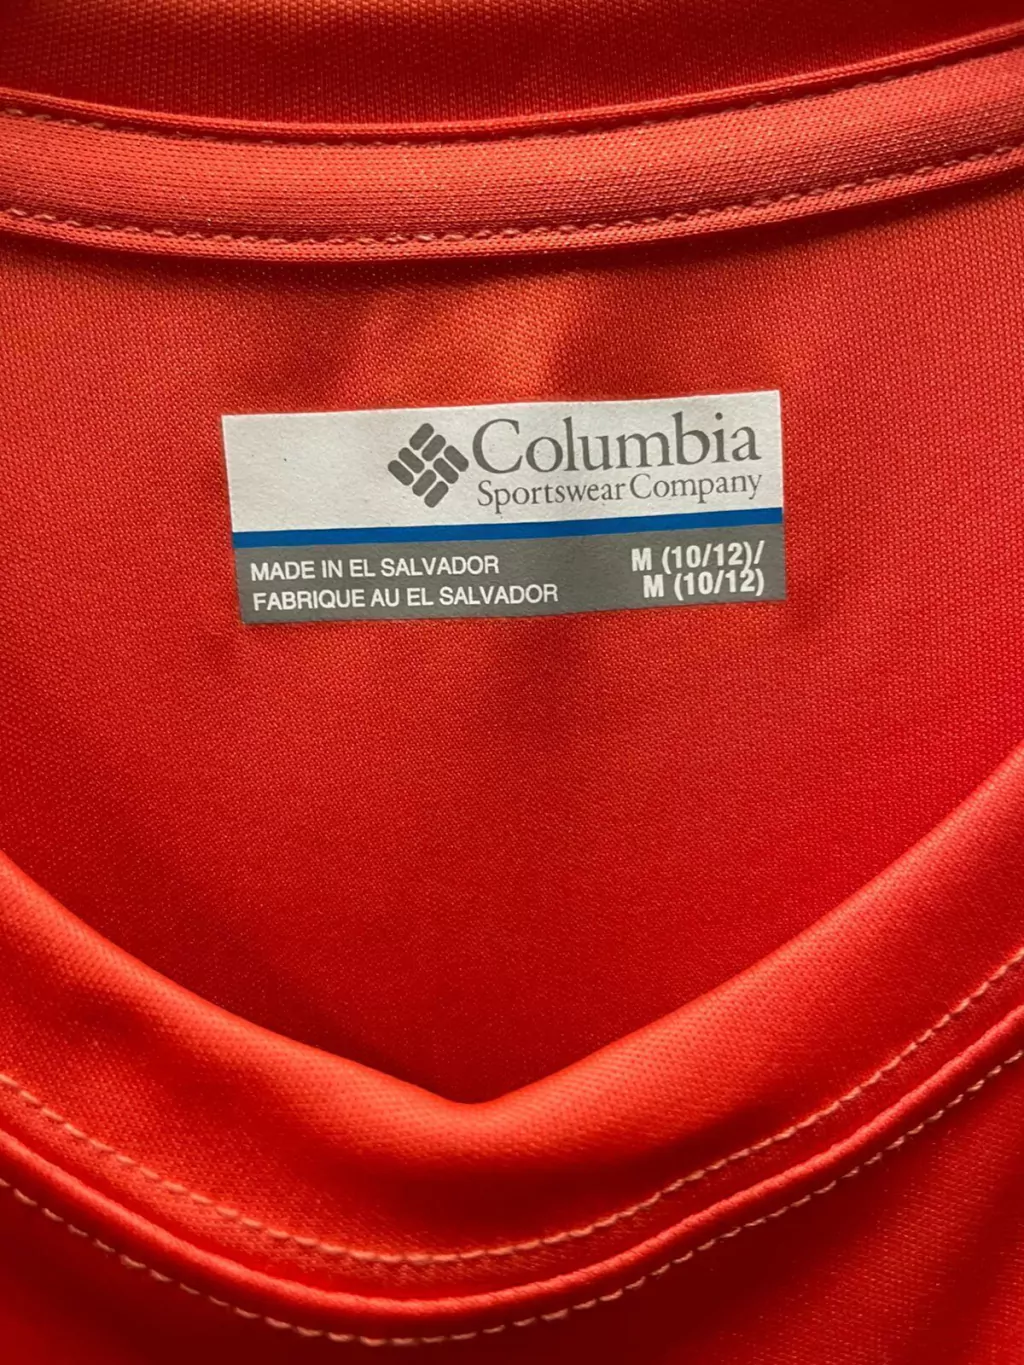 Columbia
Sportswear Company
MADE IN EL SALVADOR
FABRIQUE AU EL SALVADOR
M (10/12)/
M (10/12)